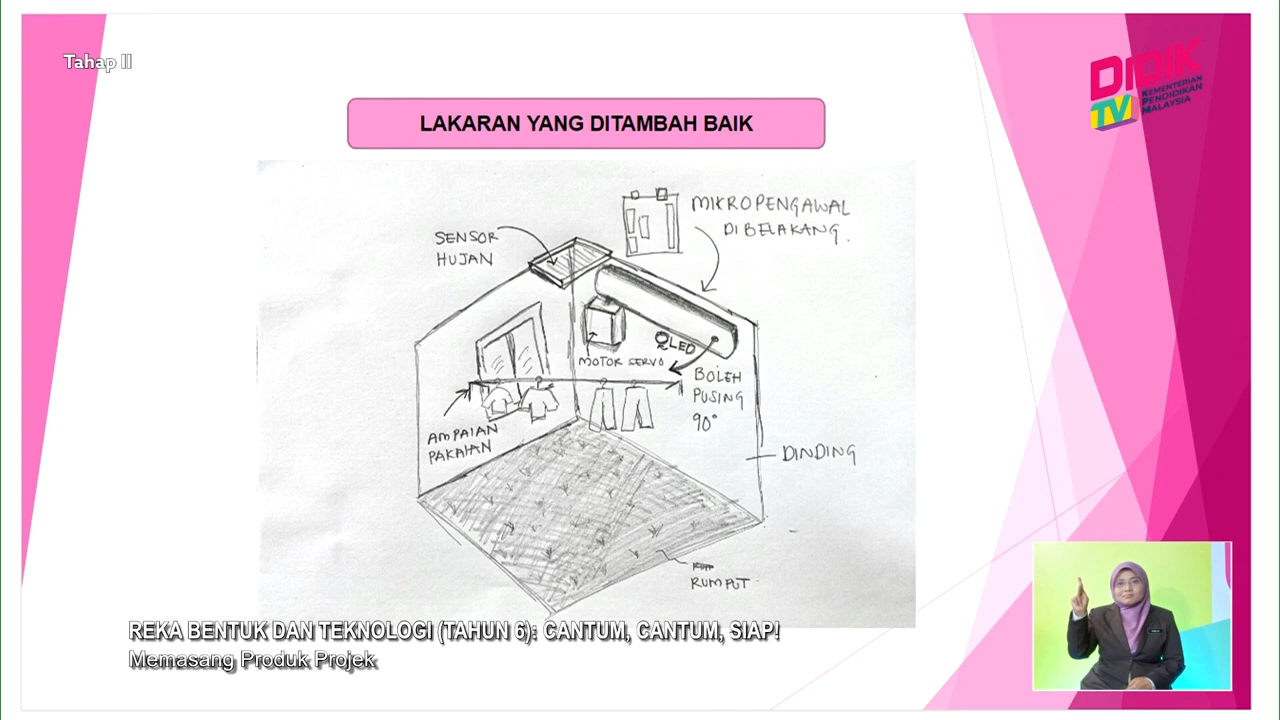 Tahap II
DIDIK
TV
KEMENTERIAN
PENDIDIKAN
MALAYSIA
LAKARAN YANG DITAMBAH BAIK
MIKROPENGAWAL
DI BELAKANG.
SENSOR
HUJAN
LED
MOTOR SERVO
BOLEH
PUSING
90°
AMPAIAN
PAKAIAN
DINDING
RUMPUT
REKA BENTUK DAN TEKNOLOGI (TAHUN 6): CANTUM, CANTUM, SIAP!
Memasang Produk Projek